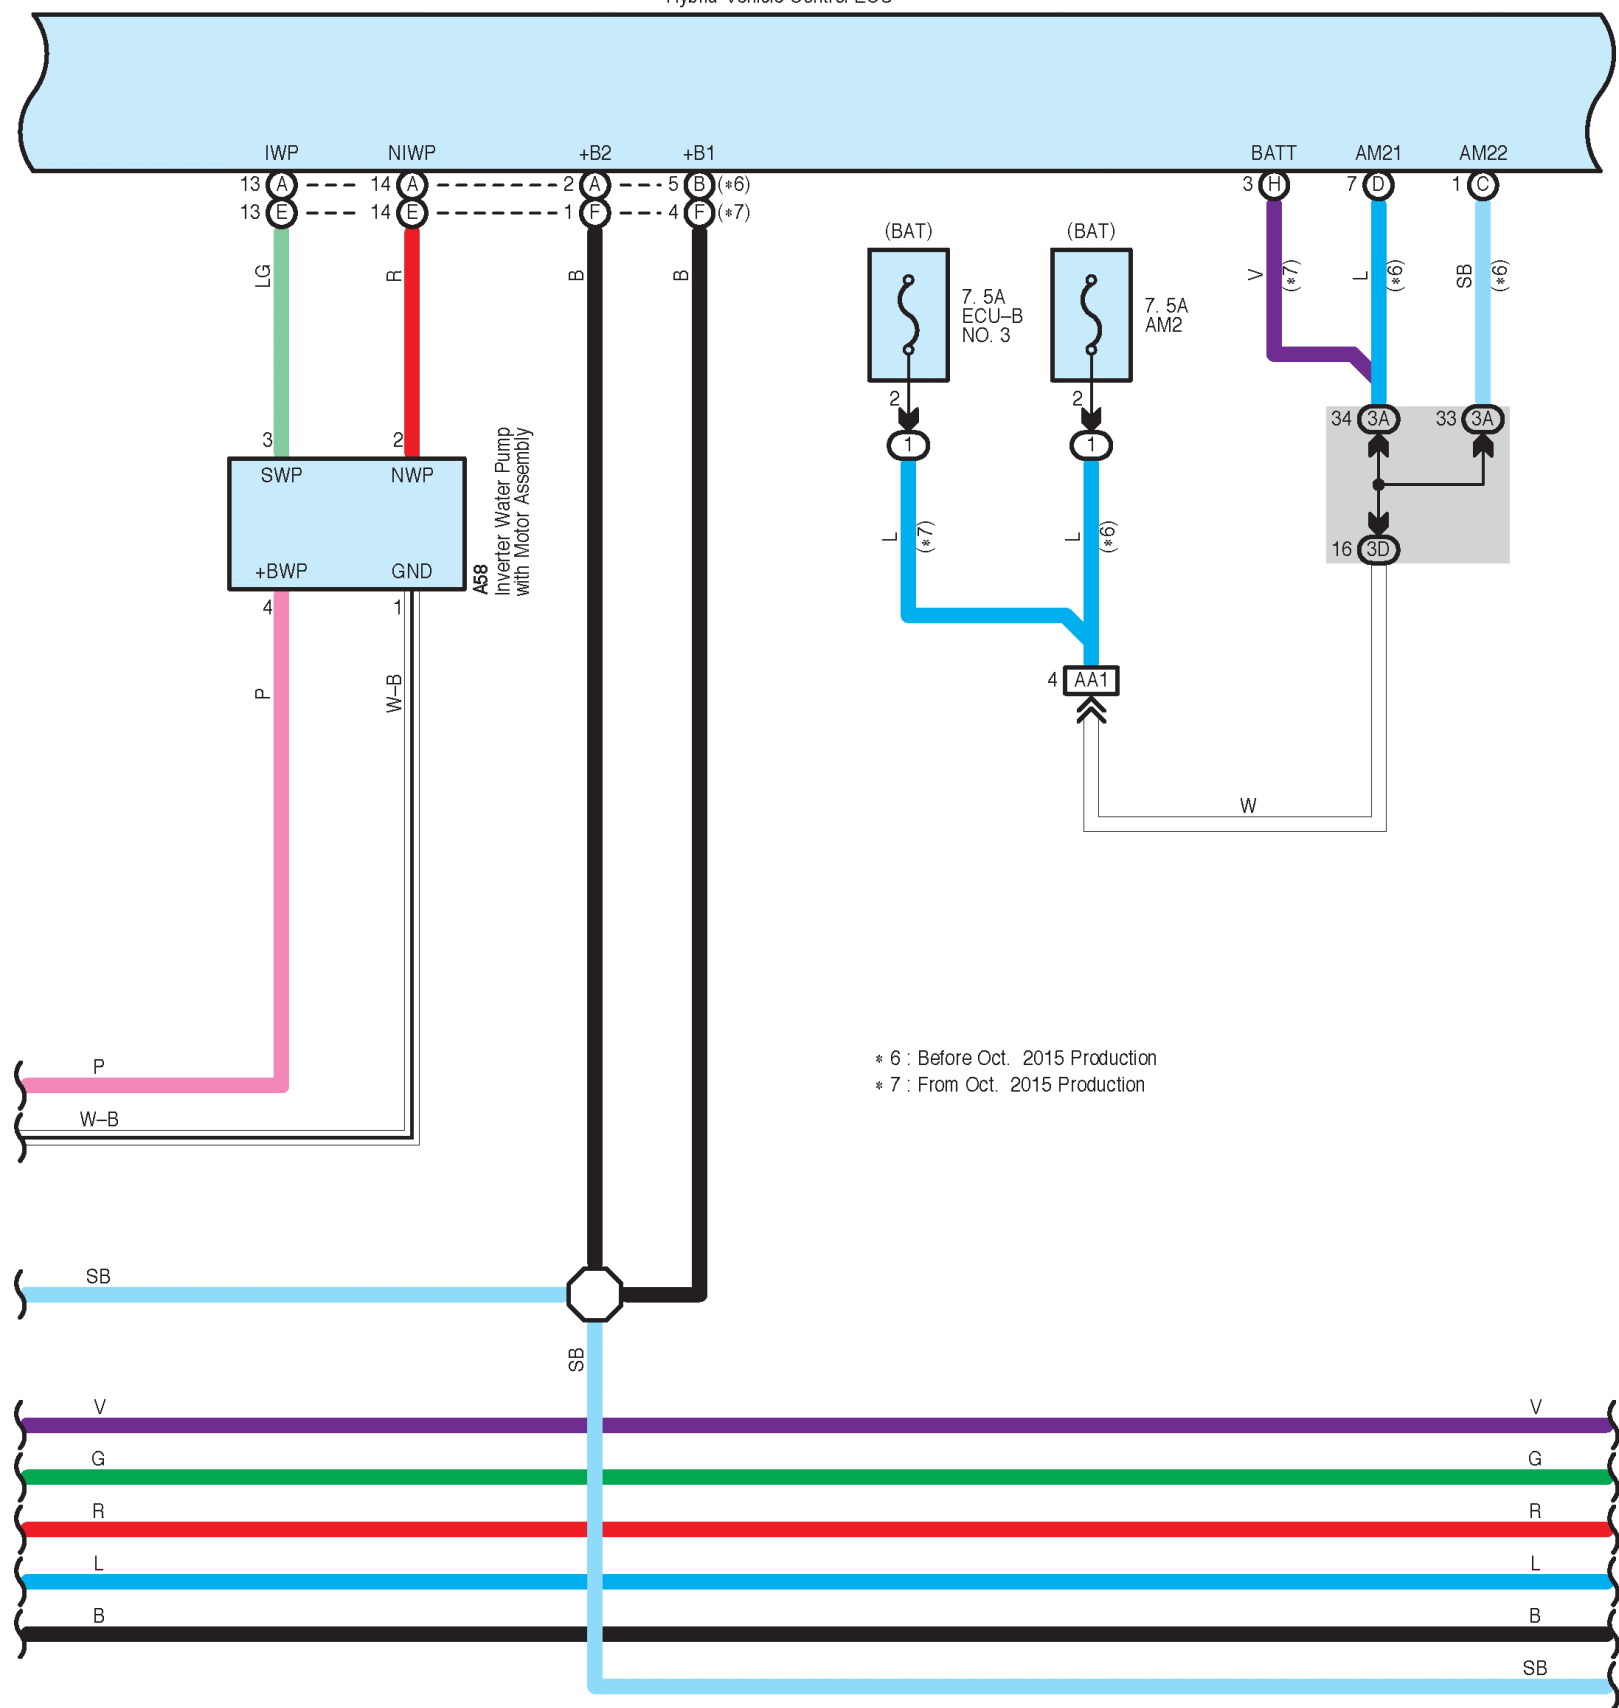 Hybrid Vehicle Control ECU
IWP NIWP +B2 +B1 BATT AM21 AM22
13 A 14 A 2 A 5 B (*6) 3 H 7 D 1 C
13 E 14 E 1 F 4 F (*7)
(BAT) (BAT)
LG R B B V (*7) L (*6) SB (*6)
7. 5A
ECU-B
NO. 3
7. 5A
AM2
2 2
1 1
34 3A 33 3A
3 2
SWP NWP
+BWP GND
A58
Inverter Water Pump
with Motor Assembly
L (*7) L (*6)
16 3D
4 1
P W-B
4 AA1
W
* 6 : Before Oct. 2015 Production
* 7 : From Oct. 2015 Production
P
W-B
SB
SB
V V
G G
R R
L L
B B
SB